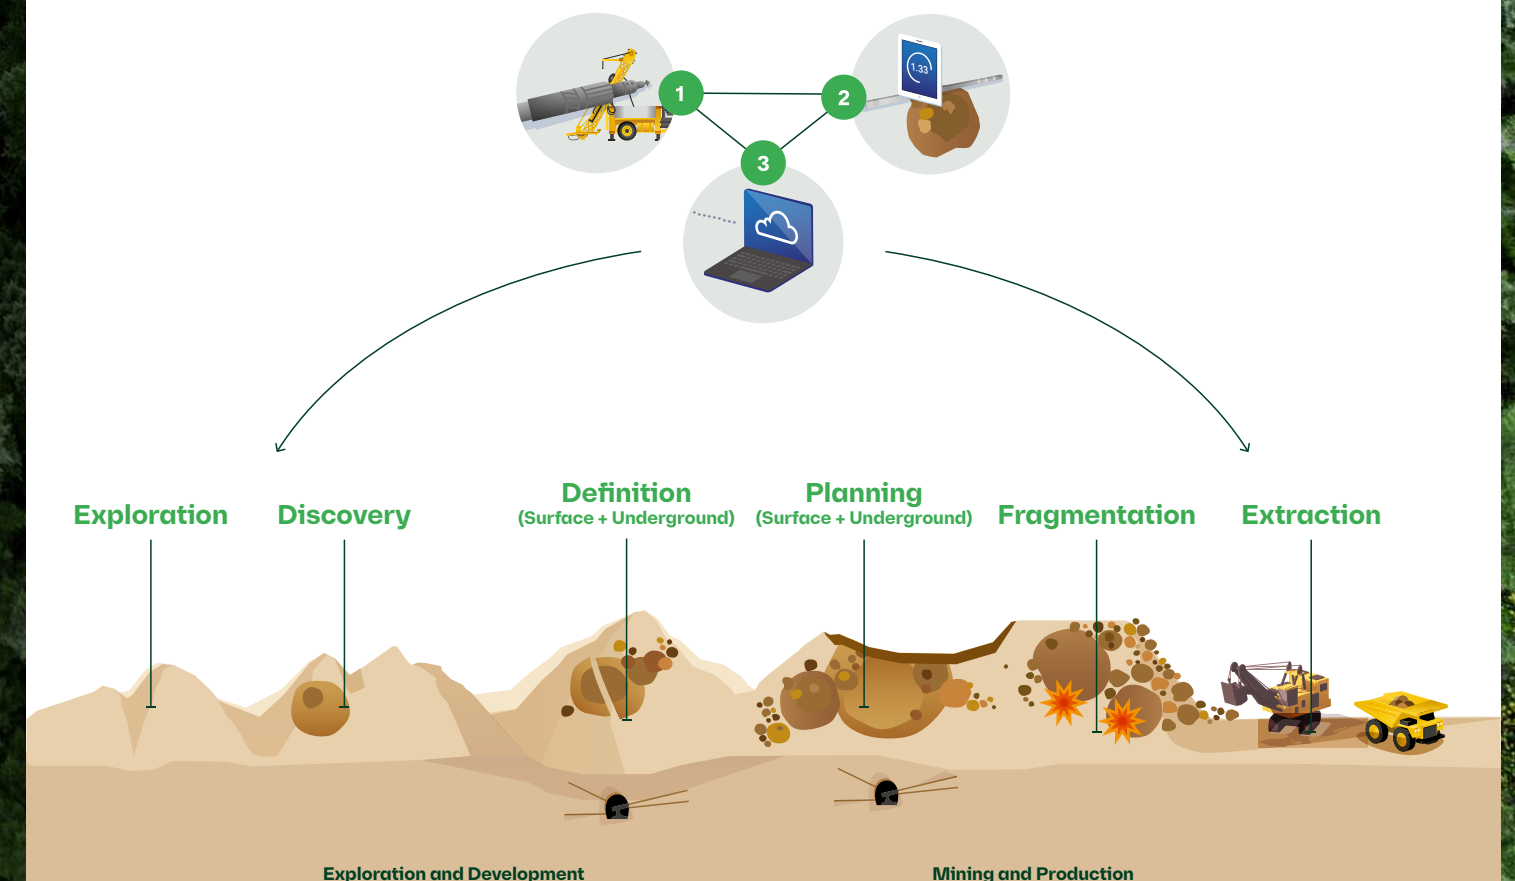 1
2
1.33
3
Exploration
Discovery
Definition
(Surface + Underground)
Planning
(Surface + Underground)
Fragmentation
Extraction
Exploration and Development
Mining and Production